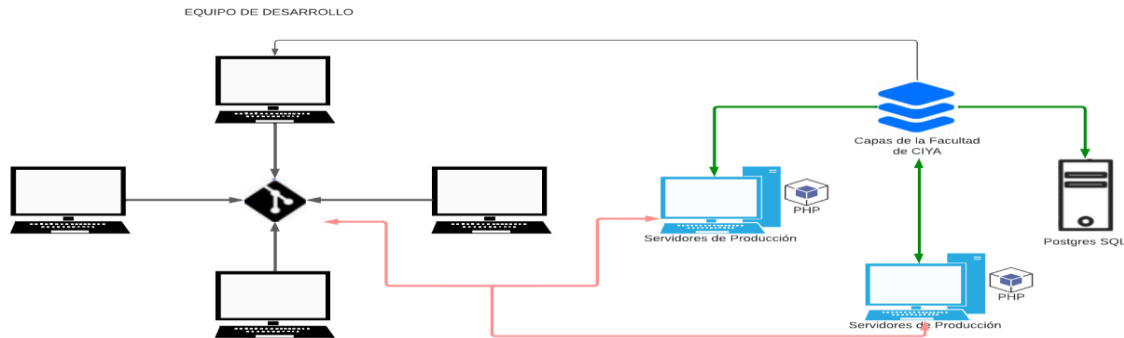 EQUIPO DE DESARROLLO
Capas de la Facultad
de CIYA
PHP
Servidores de Producción
Postgres SQL
PHP
Servidores de Producción